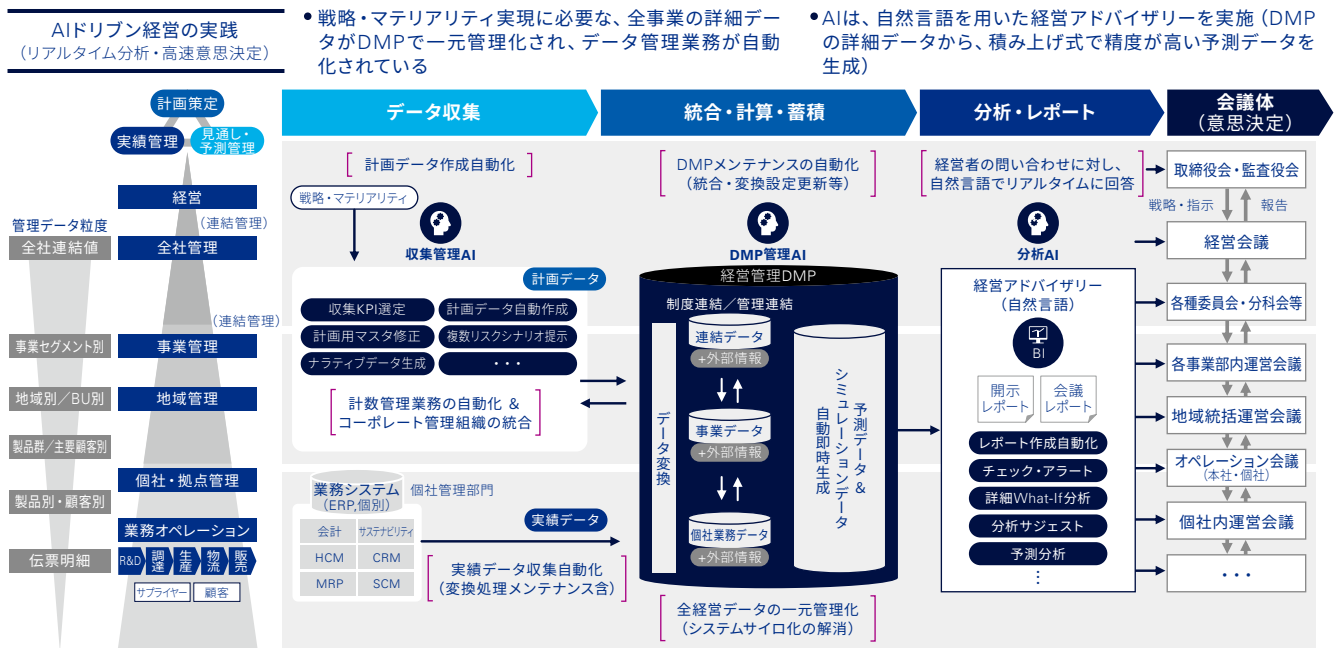 AIドリブン経営の実践
（リアルタイム分析・高速意思決定）
• 戦略・マテリアリティ実現に必要な、全事業の詳細デー
タがDMPで一元管理化され、データ管理業務が自動
化されている
• AIは、自然言語を用いた経営アドバイザリーを実施（DMP
の詳細データから、積み上げ式で精度が高い予測データを
生成）
計画策定
実績管理
見通し・
予測管理
経営
（連結管理）
管理データ粒度
全社連結値
全社管理
（連結管理）
事業セグメント別
事業管理
地域別／BU別
地域管理
製品群／主要顧客別
個社・拠点管理
製品別・顧客別
業務オペレーション
伝票明細
R&D
調達
生産
物流
販売
サプライヤー
顧客
データ収集
計画データ作成自動化
戦略・マテリアリティ
収集管理AI
計画データ
収集KPI選定
計画データ自動作成
計画用マスタ修正
複数リスクシナリオ提示
ナラティブデータ生成
・・・
計数管理業務の自動化 &
コーポレート管理組織の統合
業務システム
（ERP,個別）
個社管理部門
会計
サステナビリティ
HCM
CRM
MRP
SCM
実績データ
実績データ収集自動化
（変換処理メンテナンス含）
統合・計算・蓄積
DMPメンテナンスの自動化
（統合・変換設定更新等）
DMP管理AI
経営管理DMP
制度連結／管理連結
データ変換
連結データ
+外部情報
事業データ
+外部情報
個社業務データ
+外部情報
予測データ &
シミュレーションデータ
自動即時生成
全経営データの一元管理化
（システムサイロ化の解消）
分析・レポート
経営者の問い合わせに対し、
自然言語でリアルタイムに回答
分析AI
経営アドバイザリー
（自然言語）
BI
開示
レポート
会議
レポート
レポート作成自動化
チェック・アラート
詳細What-If分析
分析サジェスト
予測分析
⋮
会議体
（意思決定）
取締役会・監査役会
戦略・指示
報告
経営会議
各種委員会・分科会等
各事業部内運営会議
地域統括運営会議
オペレーション会議
（本社・個社）
個社内運営会議
・・・